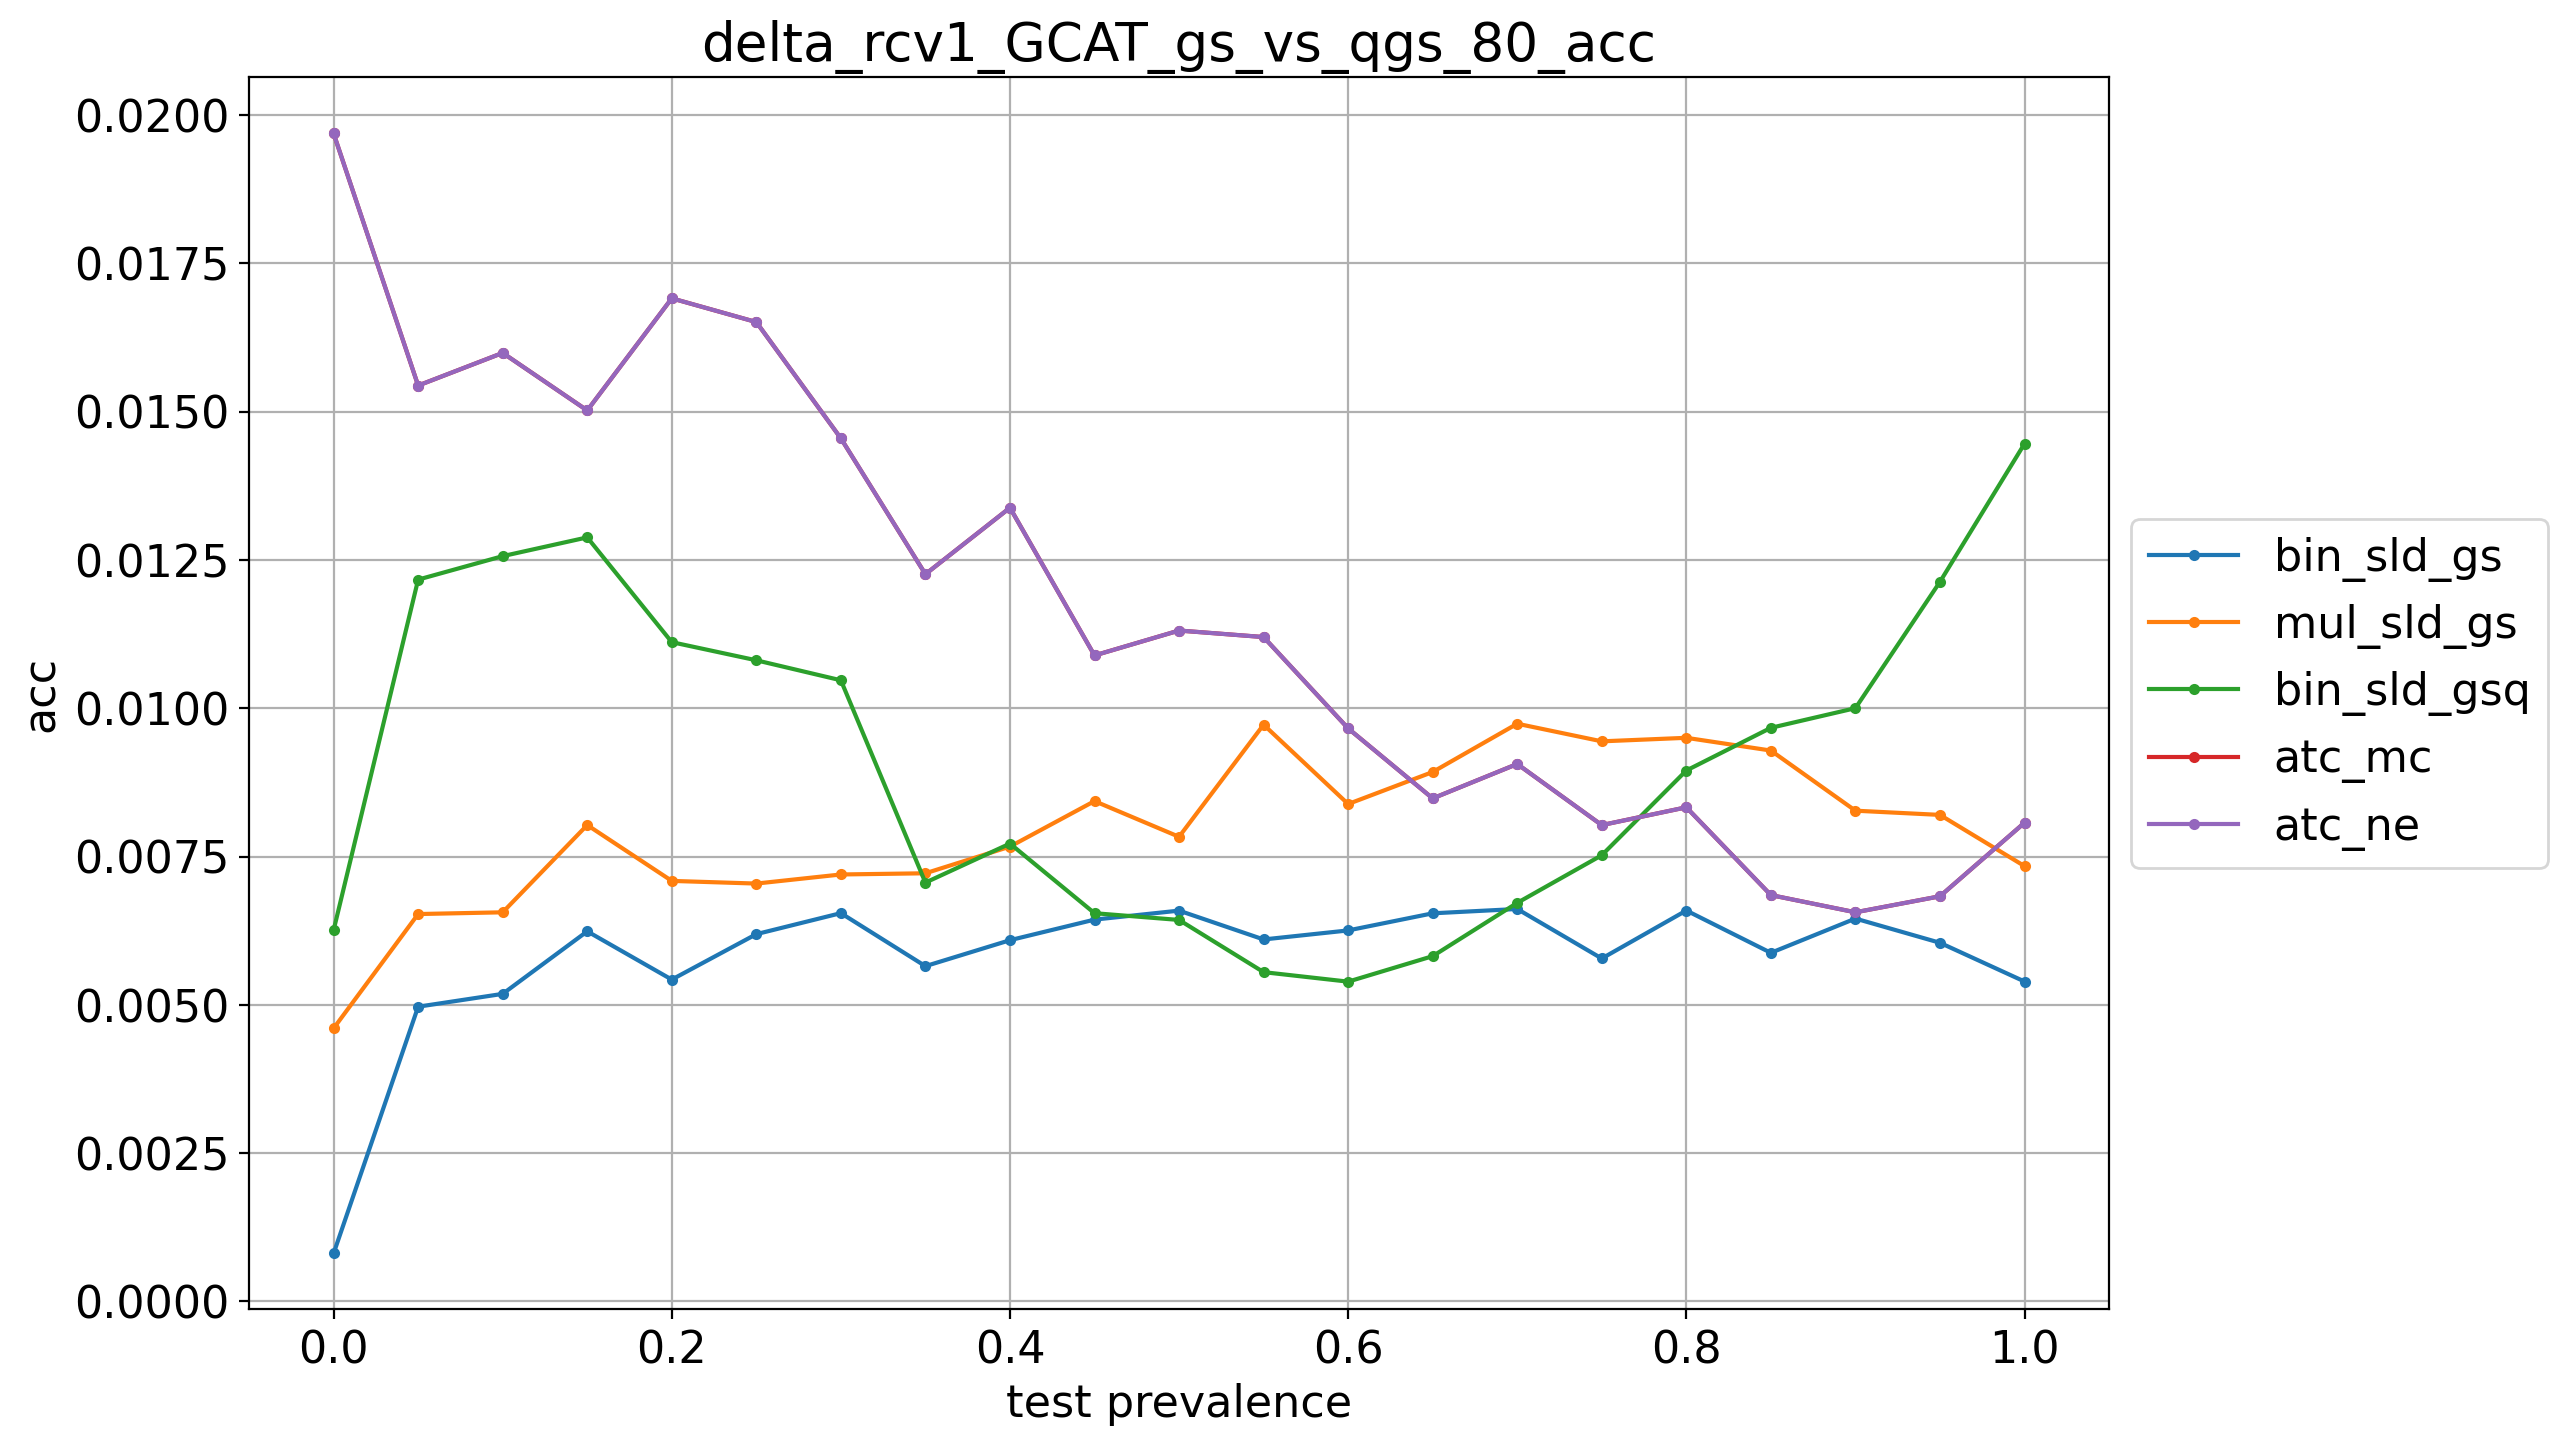 delta_rcv1_GCAT_gs_vs_qgs_80_acc
0.0200
0.0175
0.0150
0.0125
0.0100
0.0075
0.0050
0.0025
0.0000
acc
0.0 0.2 0.4 0.6 0.8 1.0
test prevalence
bin_sld_gs
mul_sld_gs
bin_sld_gsq
atc_mc
atc_ne